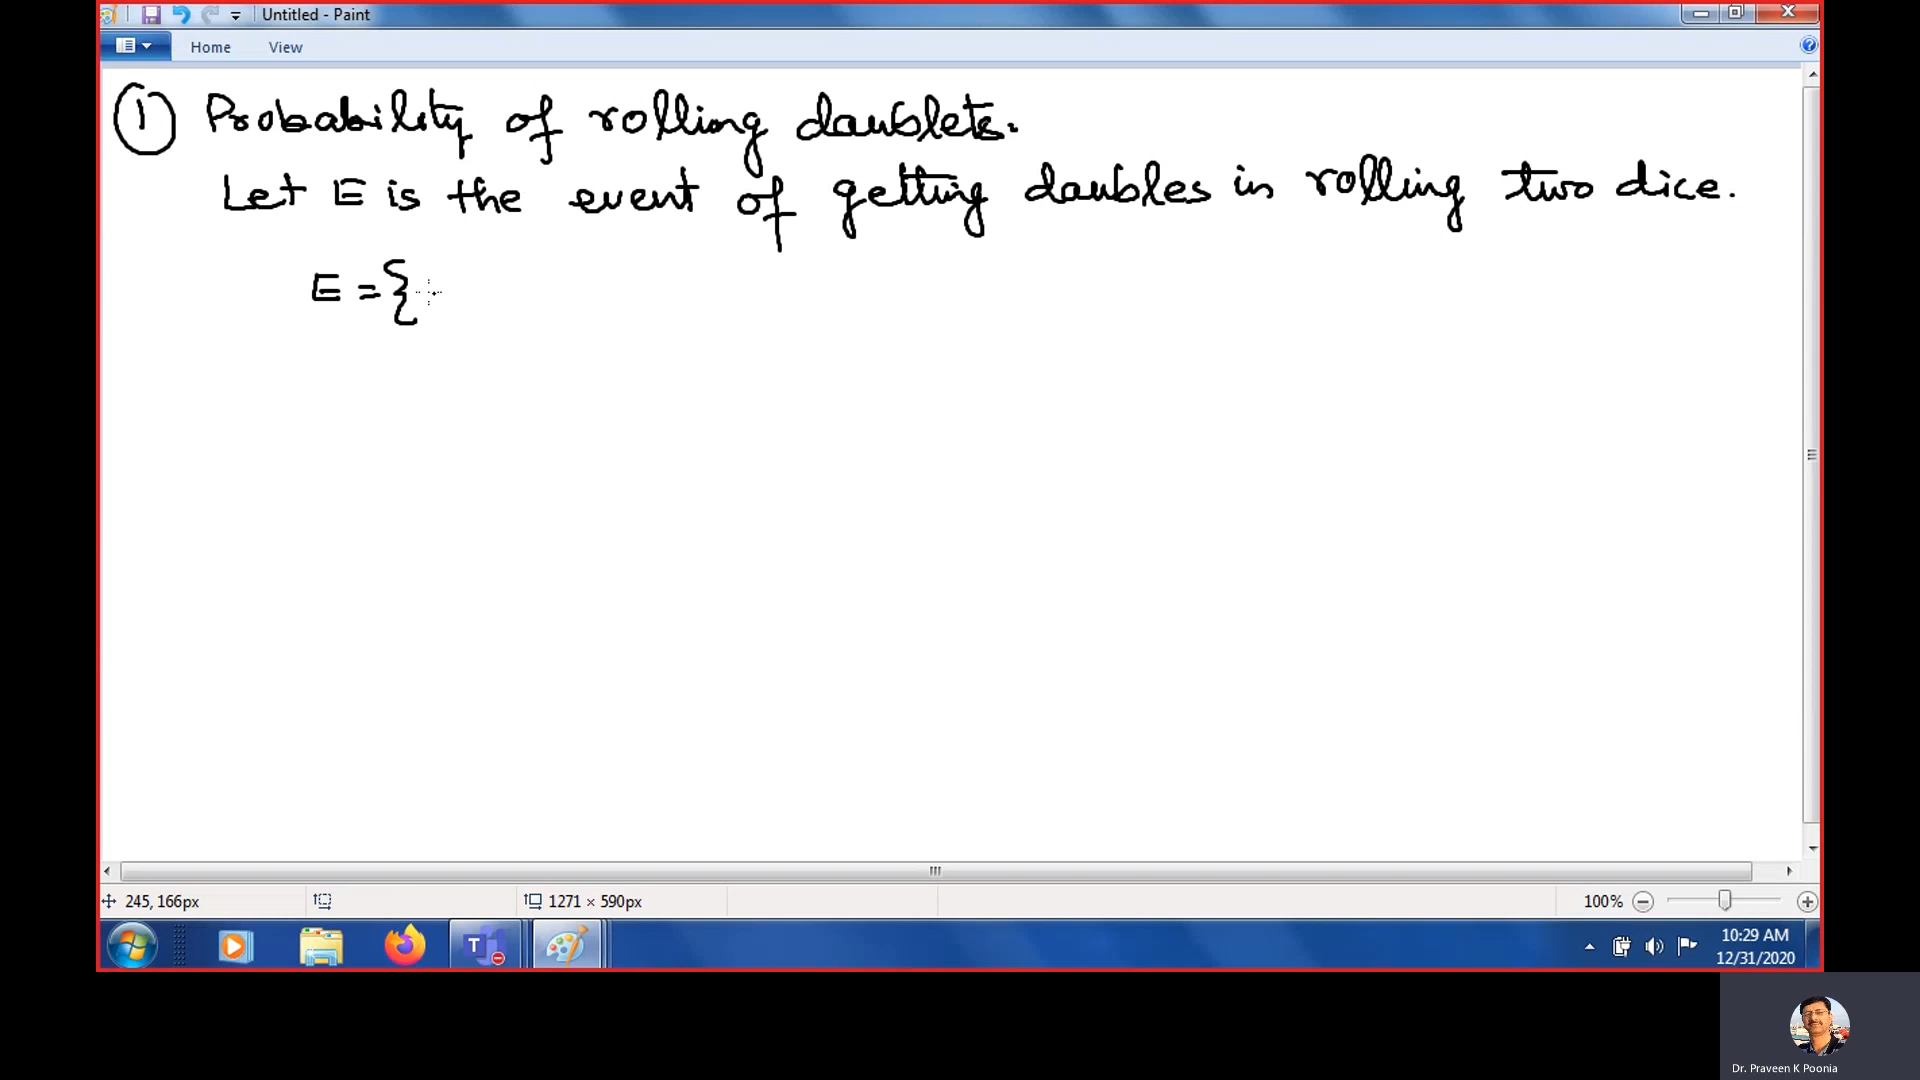 Untitled - Paint
Home View
1 Probability of rolling doublets.
Let E is the event of getting doubles in rolling two dice.
E = {
245, 166px 1271 × 590px 100%
T
10:29 AM
12/31/2020
Dr. Praveen K Poonia